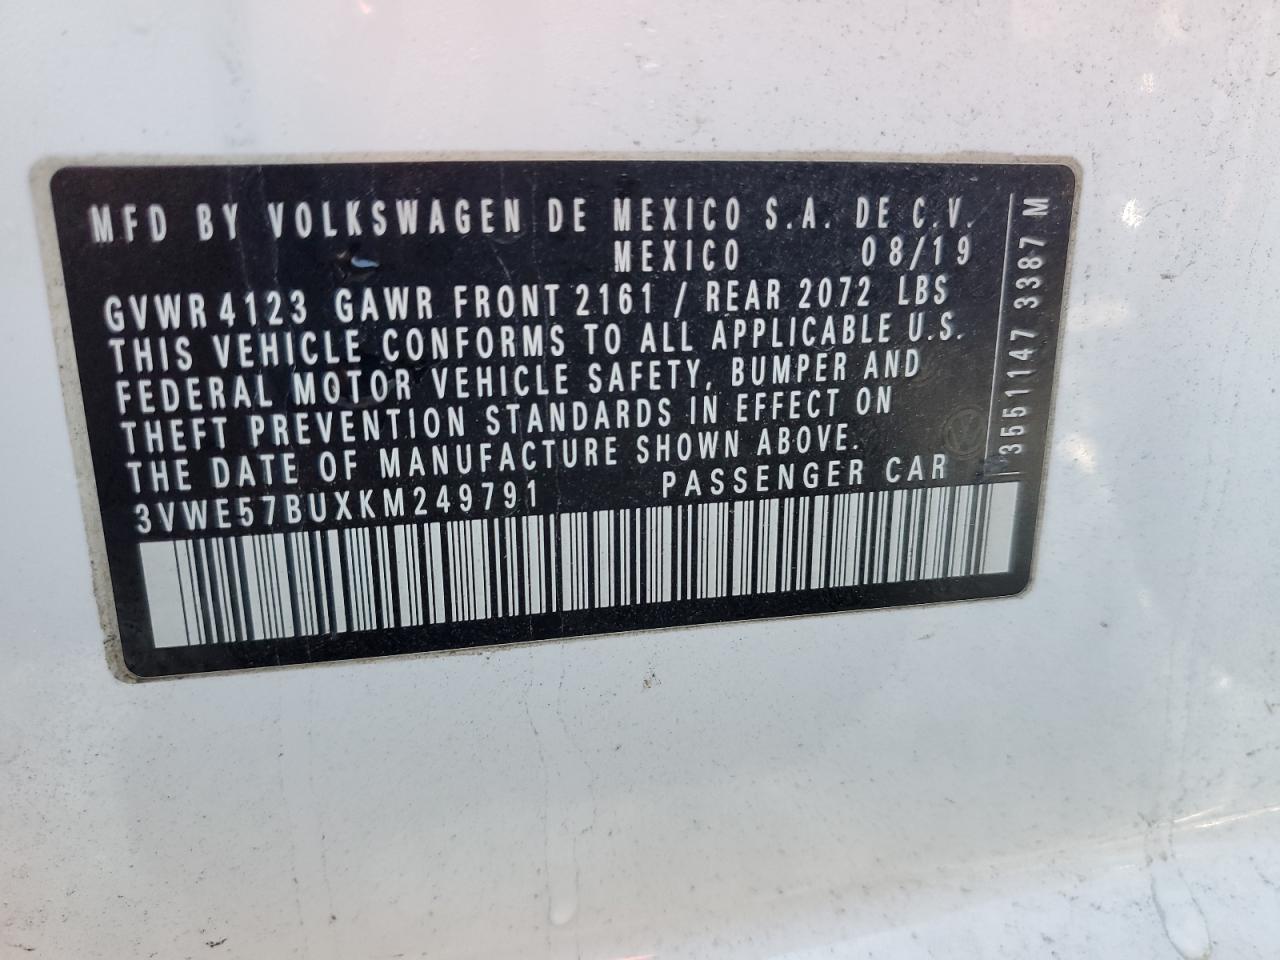 MFD BY VOLKSWAGEN DE MEXICO S.A. DE C.V.
MEXICO 08/19
GVWR 4123 GAWR FRONT 2161 / REAR 2072 LBS
THIS VEHICLE CONFORMS TO ALL APPLICABLE U.S.
FEDERAL MOTOR VEHICLE SAFETY, BUMPER AND
THEFT PREVENTION STANDARDS IN EFFECT ON
THE DATE OF MANUFACTURE SHOWN ABOVE.
3VWE57BUXKM249791 PASSENGER CAR
3551147 3387 M